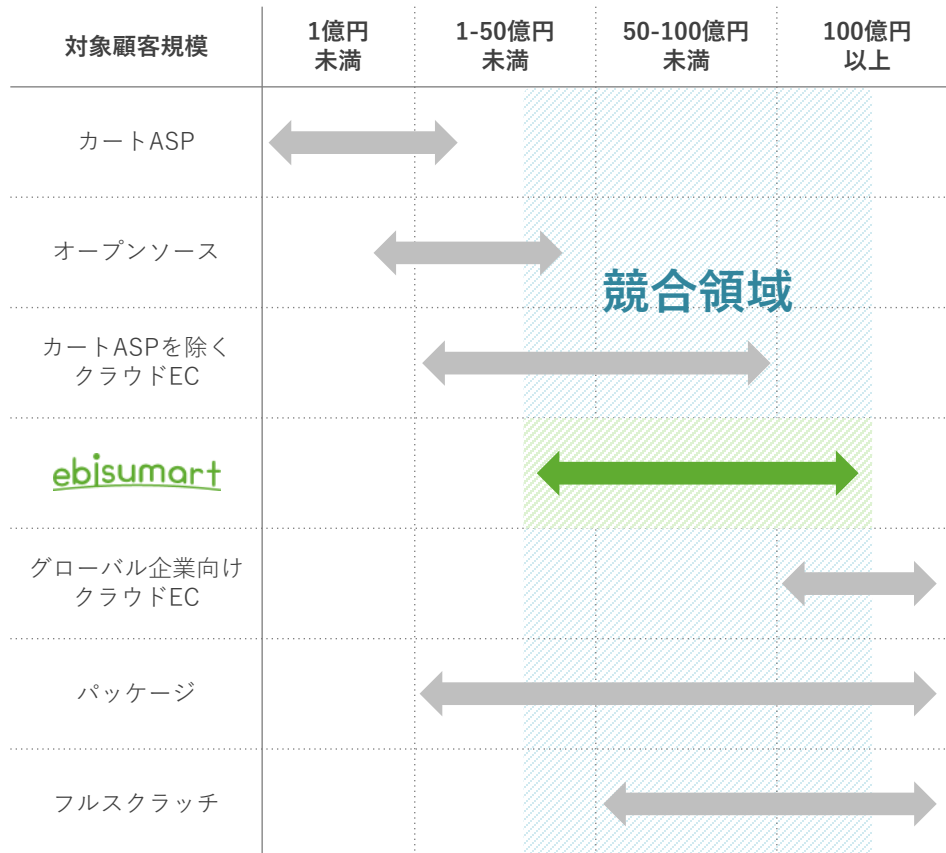 対象顧客規模
1億円
未満
1-50億円
未満
50-100億円
未満
100億円
以上
カートASP
オープンソース
競合領域
カートASPを除く
クラウドEC
ebisumart
グローバル企業向け
クラウドEC
パッケージ
フルスクラッチ